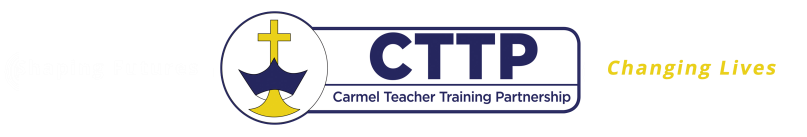 CTTP
Carmel Teacher Training Partnership
Changing Lives